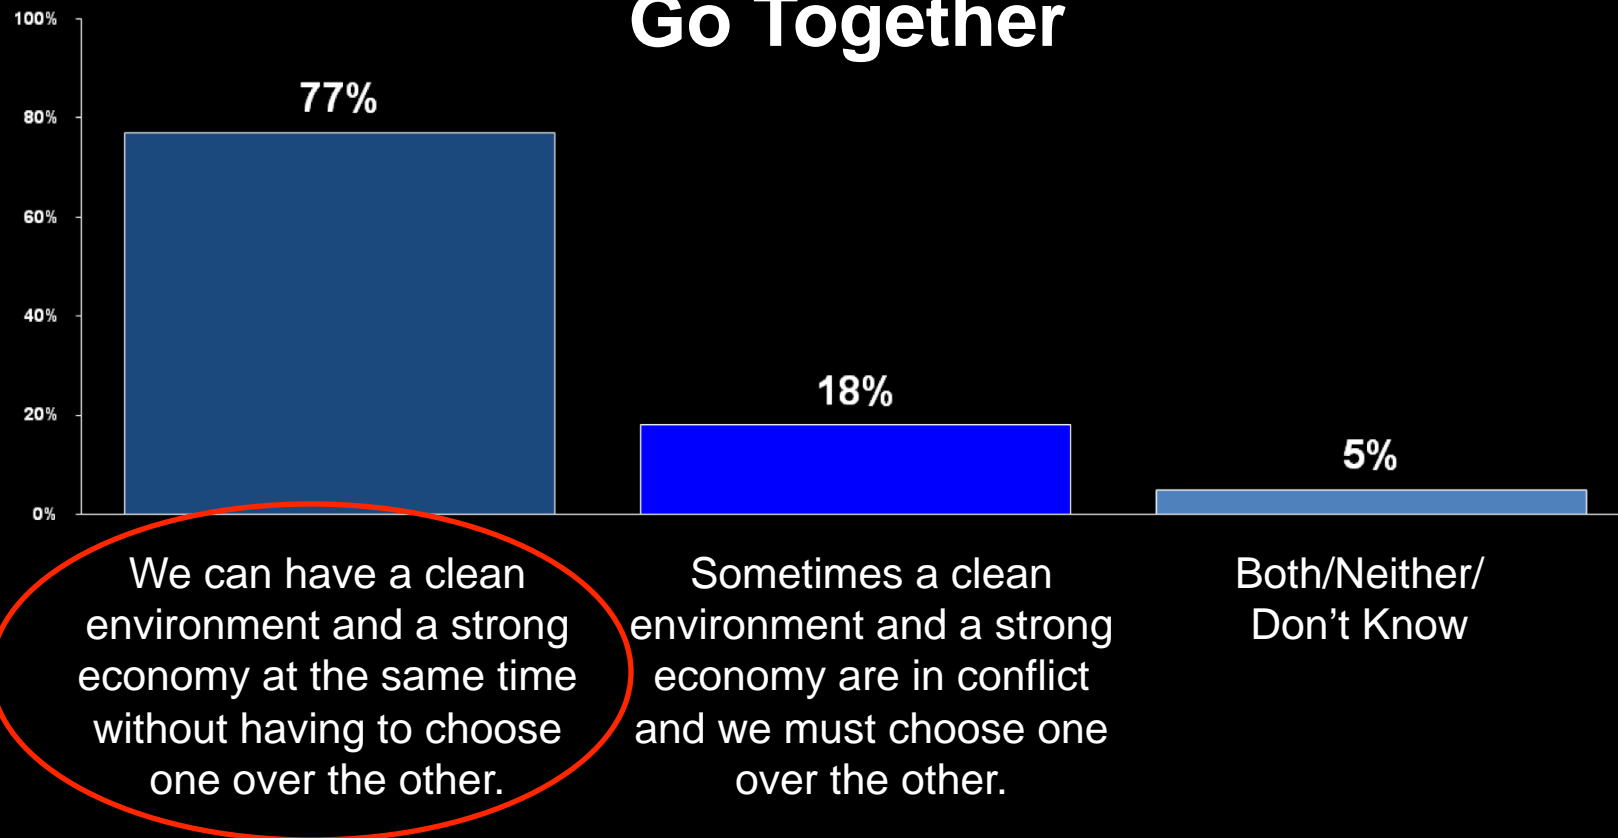 Go Together
100%
80%
60%
40%
20%
0%
77%
18%
5%
We can have a clean
environment and a strong
economy at the same time
without having to choose
one over the other.
Sometimes a clean
environment and a strong
economy are in conflict
and we must choose one
over the other.
Both/Neither/
Don’t Know